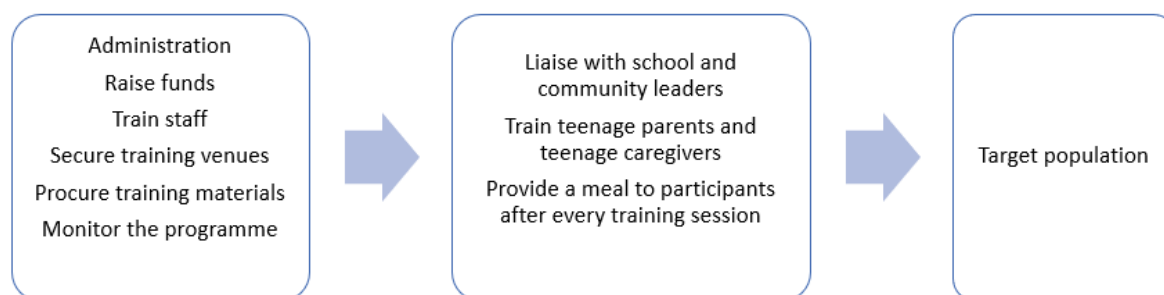 Administration
Raise funds
Train staff
Secure training venues
Procure training materials
Monitor the programme
Liaise with school and
community leaders
Train teenage parents and
teenage caregivers
Provide a meal to participants
after every training session
Target population